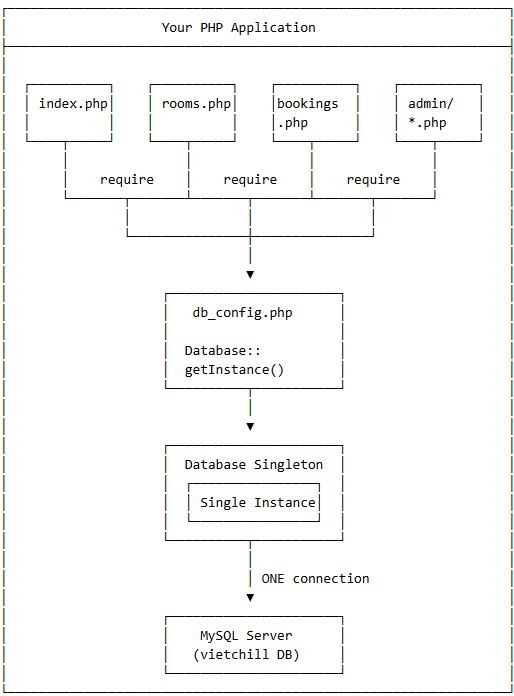 Your PHP Application
index.php rooms.php bookings admin/
.php *.php
require require require
db_config.php
Database::
getInstance()
Database Singleton
Single Instance
ONE connection
MySQL Server
(vietchill DB)